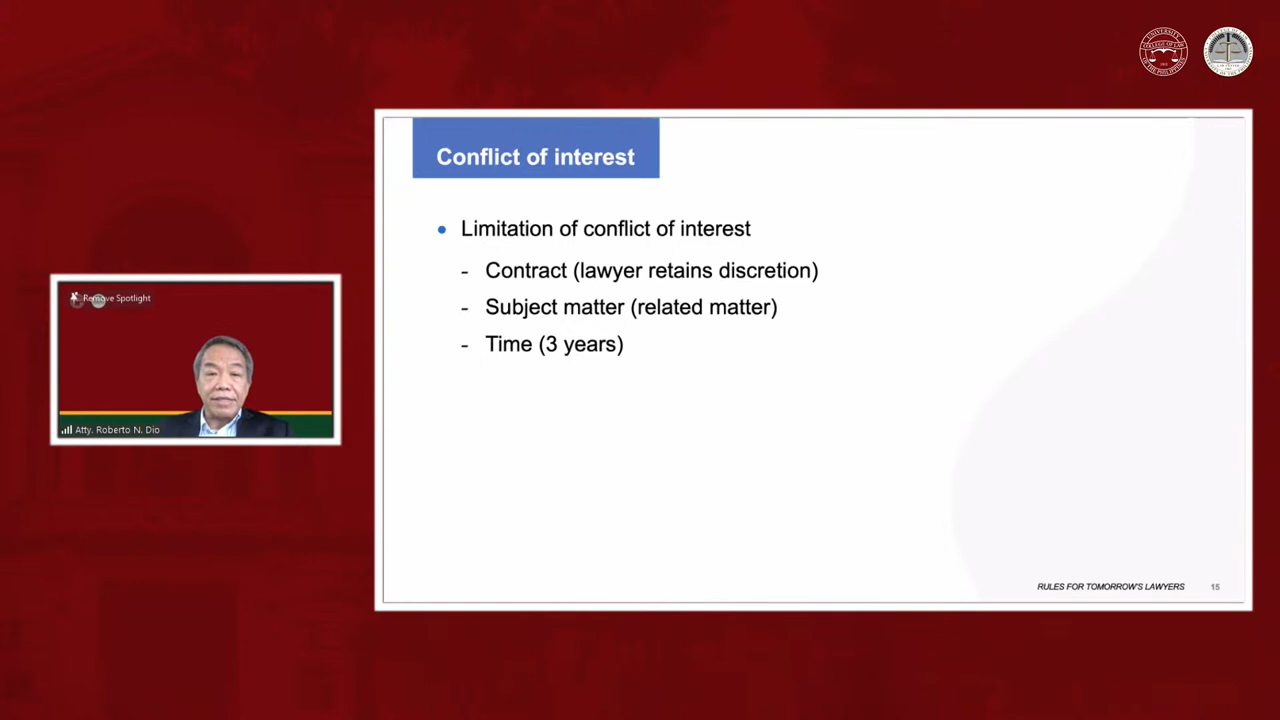 Conflict of interest
• Limitation of conflict of interest
- Contract (lawyer retains discretion)
- Subject matter (related matter)
- Time (3 years)
Remove Spotlight
Atty. Roberto N. Dio
RULES FOR TOMORROW'S LAWYERS 15